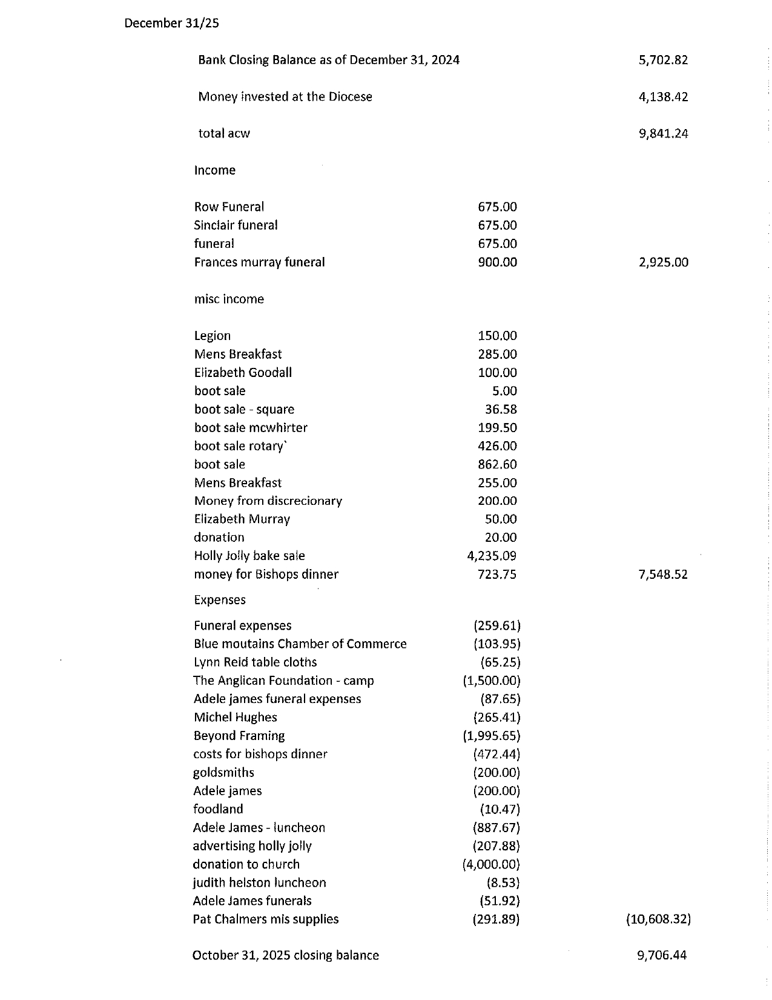 December 31/25
Bank Closing Balance as of December 31, 2024 5,702.82
Money invested at the Diocese 4,138.42
total acw 9,841.24
Income
Row Funeral 675.00
Sinclair funeral 675.00
funeral 675.00
Frances murray funeral 900.00 2,925.00
misc income
Legion 150.00
Mens Breakfast 285.00
Elizabeth Goodall 100.00
boot sale 5.00
boot sale - square 36.58
boot sale mcwhirter 199.50
boot sale rotary` 426.00
boot sale 862.60
Mens Breakfast 255.00
Money from discrecionary 200.00
Elizabeth Murray 50.00
donation 20.00
Holly Jolly bake sale 4,235.09
money for Bishops dinner 723.75 7,548.52
Expenses
Funeral expenses (259.61)
Blue moutains Chamber of Commerce (103.95)
Lynn Reid table cloths (65.25)
The Anglican Foundation - camp (1,500.00)
Adele james funeral expenses (87.65)
Michel Hughes (265.41)
Beyond Framing (1,995.65)
costs for bishops dinner (472.44)
goldsmiths (200.00)
Adele james (200.00)
foodland (10.47)
Adele James - luncheon (887.67)
advertising holly jolly (207.88)
donation to church (4,000.00)
judith helston luncheon (8.53)
Adele James funerals (51.92)
Pat Chalmers mis supplies (291.89) (10,608.32)
October 31, 2025 closing balance 9,706.44